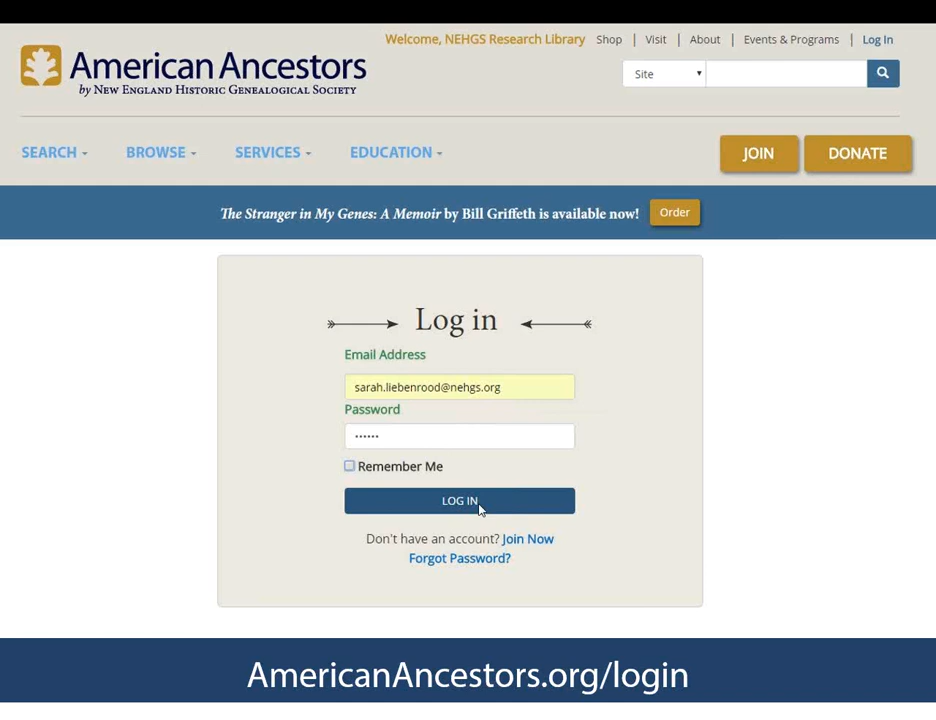 Welcome, NEHGS Research Library Shop | Visit | About | Events & Programs | Log In
American Ancestors
by New England Historic Genealogical Society
Site
SEARCH BROWSE SERVICES EDUCATION JOIN DONATE
The Stranger in My Genes: A Memoir by Bill Griffeth is available now! Order
Log in
Email Address
sarah.liebenrood@nehgs.org
Password
••••••
Remember Me
LOG IN
Don't have an account? Join Now
Forgot Password?
AmericanAncestors.org/login